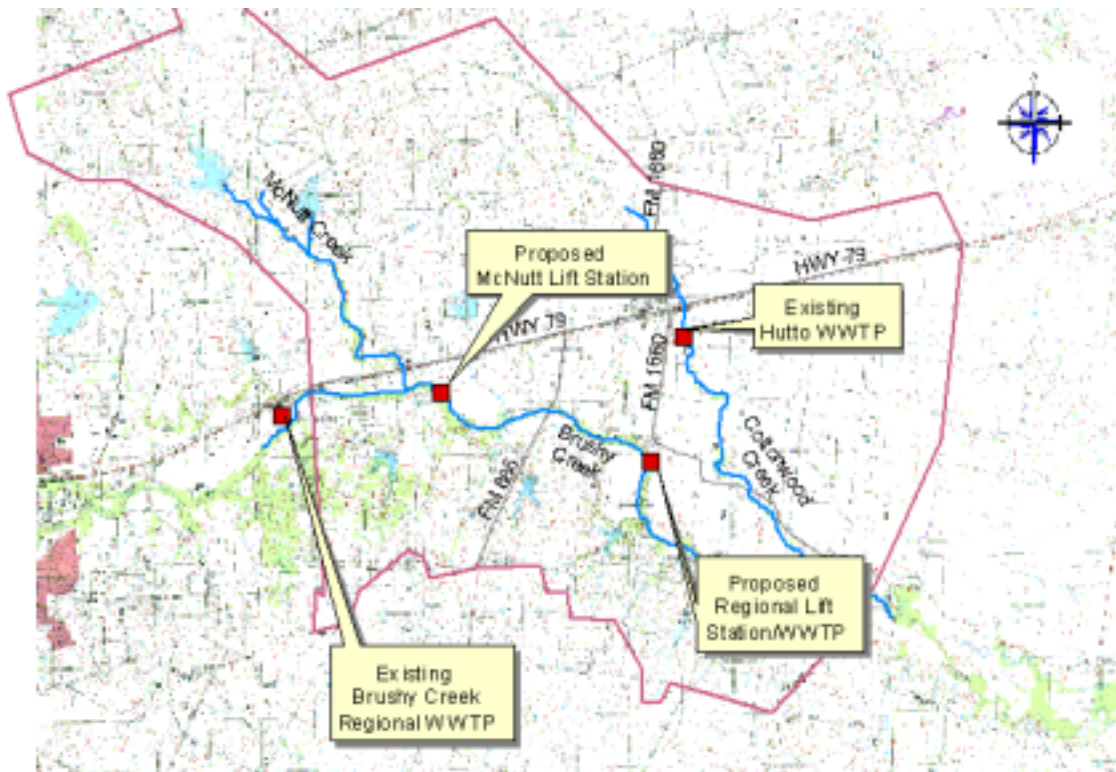 FM 1660
McNutt Creek
Proposed
McNutt Lift Station
HWY 79
Existing
Hutto WWTP
HWY 79
FM 1660
Brushy
Creek
Cottonwood
Creek
FM 685
Proposed
Regional Lift
Station/WWTP
Existing
Brushy Creek
Regional WWTP